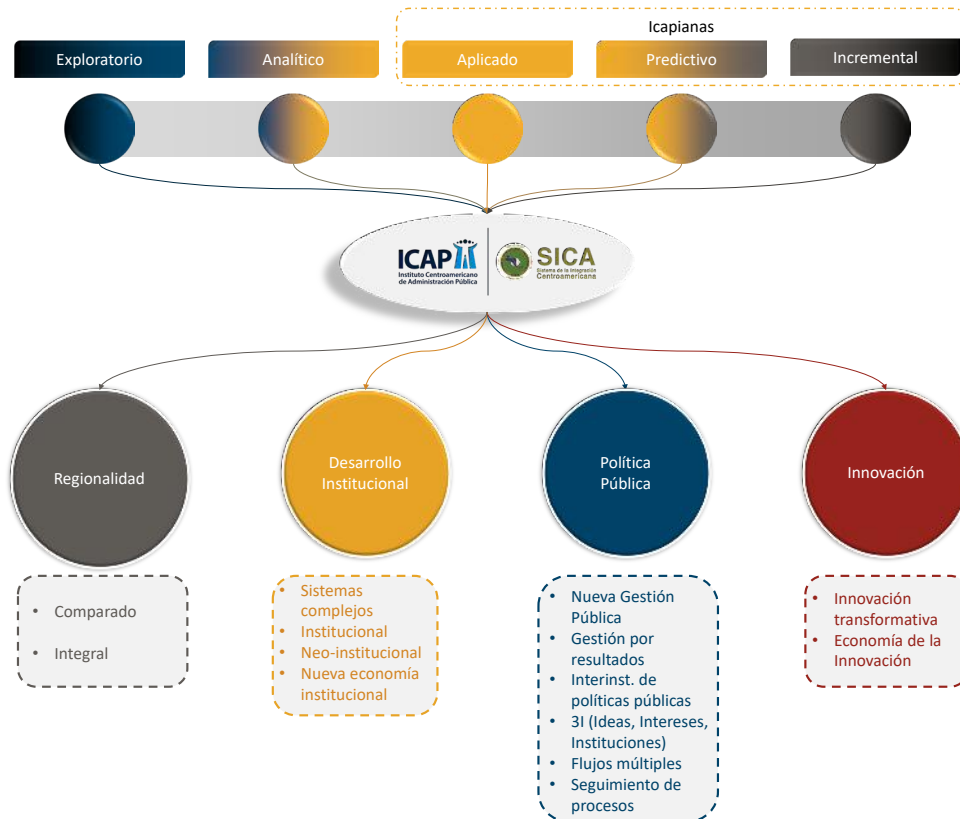 Icapianas
Exploratorio
Analítico
Aplicado
Predictivo
Incremental
ICAP
Instituto Centroamericano
de Administración Pública
SICA
Sistema de la Integración
Centroamericana
Regionalidad
Desarrollo
Institucional
Política
Pública
Innovación
• Comparado
• Integral
• Sistemas
complejos
• Institucional
• Neo-institucional
• Nueva economía
institucional
• Nueva Gestión
Pública
• Gestión por
resultados
• Interinst. de
políticas públicas
• 3I (Ideas, Intereses,
Instituciones)
• Flujos múltiples
• Seguimiento de
procesos
• Innovación
transformativa
• Economía de la
Innovación